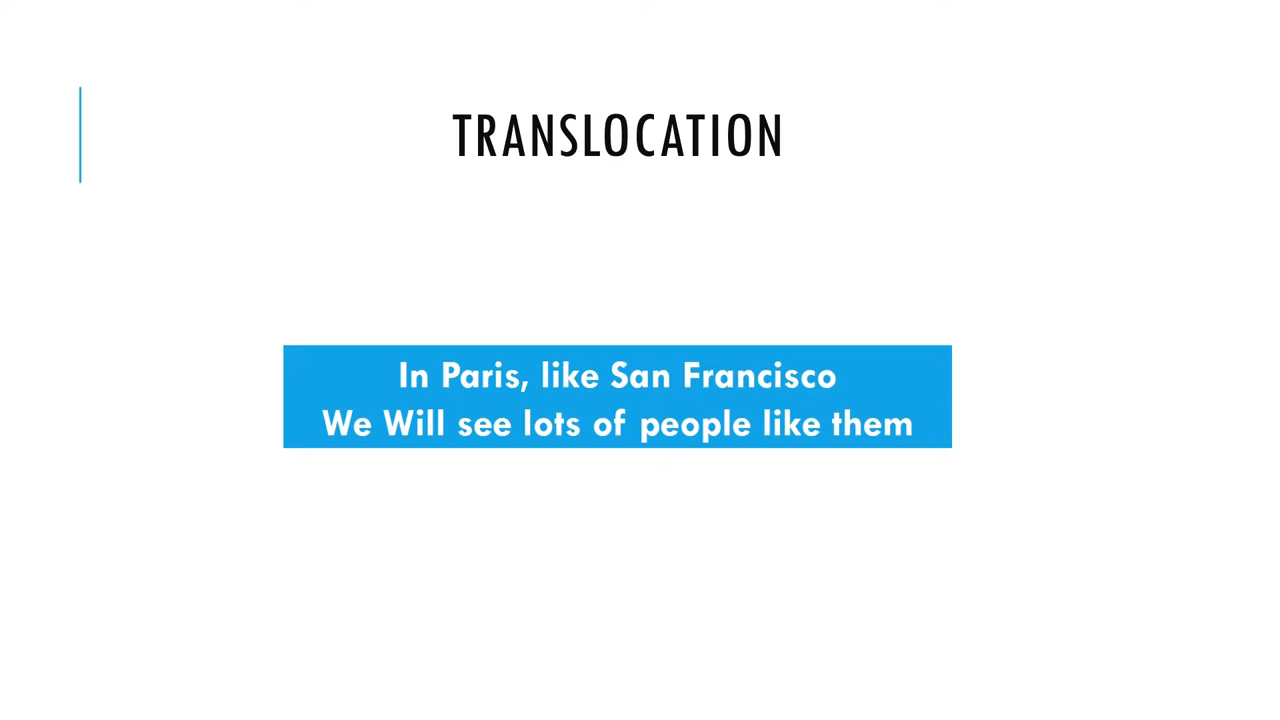 TRANSLOCATION
In Paris, like San Francisco
We Will see lots of people like them